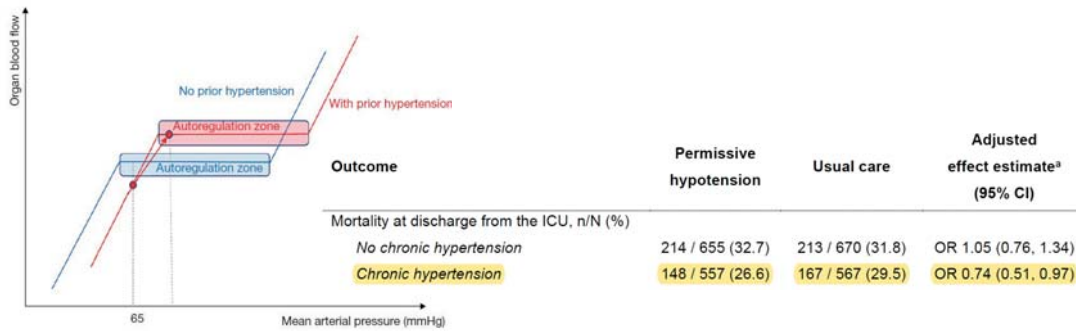 Organ blood flow
No prior hypertension
With prior hypertension
Autoregulation zone
Autoregulation zone
65
Mean arterial pressure (mmHg)
Outcome
Permissive
hypotension
Usual care
Adjusted
effect estimateᵃ
(95% CI)
Mortality at discharge from the ICU, n/N (%)
No chronic hypertension 214 / 655 (32.7) 213 / 670 (31.8) OR 1.05 (0.76, 1.34)
Chronic hypertension 148 / 557 (26.6) 167 / 567 (29.5) OR 0.74 (0.51, 0.97)